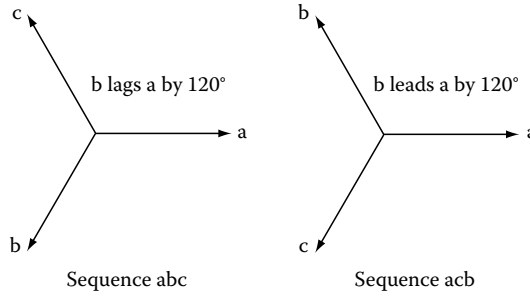 c
b lags a by 120°
a
b
Sequence abc
b
b leads a by 120°
a
c
Sequence acb